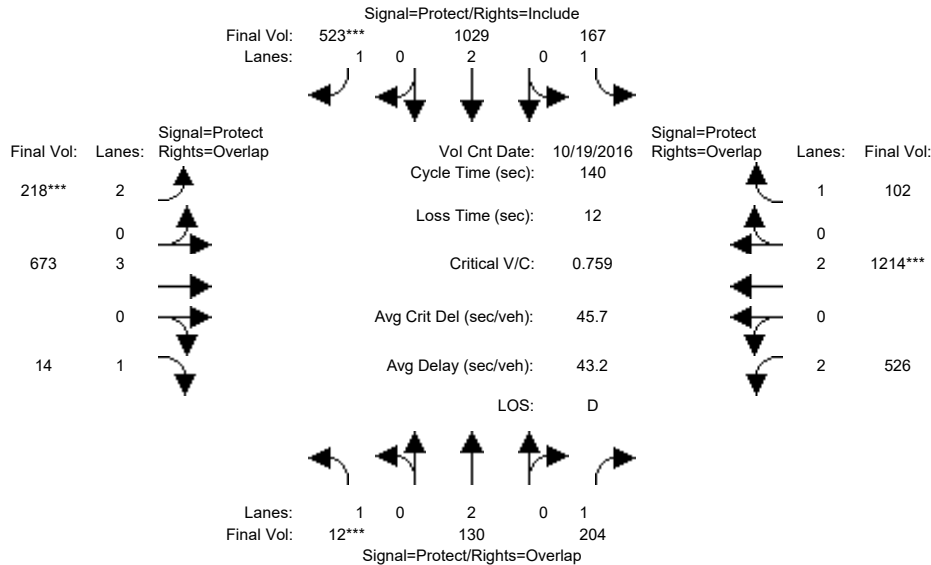 Signal=Protect/Rights=Include
Final Vol: 523*** 1029 167
Lanes: 1 0 2 0 1
Signal=Protect Signal=Protect
Final Vol: Lanes: Rights=Overlap Vol Cnt Date: 10/19/2016 Rights=Overlap Lanes: Final Vol:
Cycle Time (sec): 140
218*** 2 1 102
Loss Time (sec): 12
0 0
673 3 Critical V/C: 0.759 2 1214***
0 Avg Crit Del (sec/veh): 45.7 0
14 1 Avg Delay (sec/veh): 43.2 2 526
LOS: D
Lanes: 1 0 2 0 1
Final Vol: 12*** 130 204
Signal=Protect/Rights=Overlap